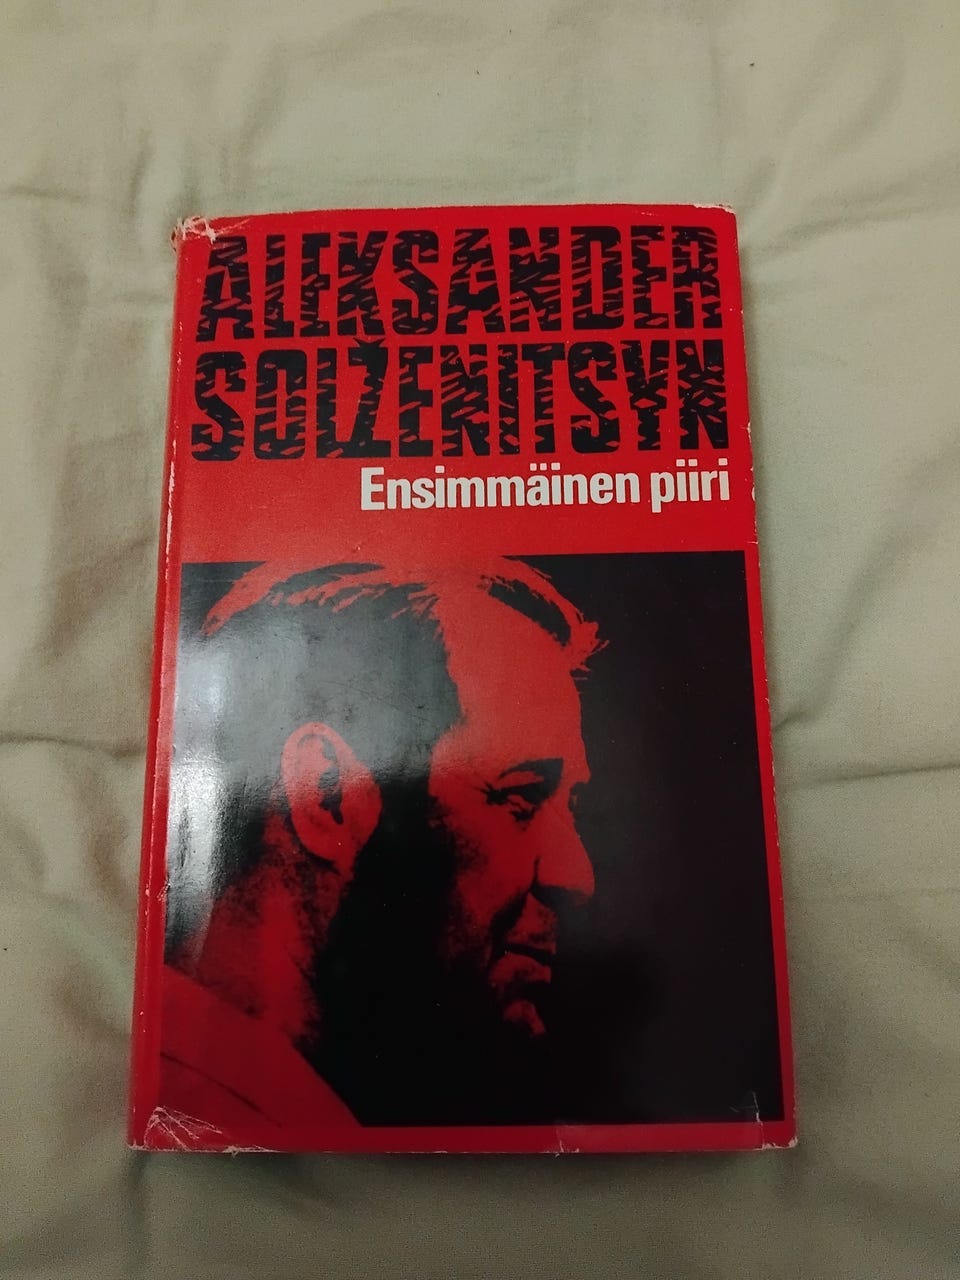 ALEKSANDER
SOLŽENITSYN
Ensimmäinen piiri